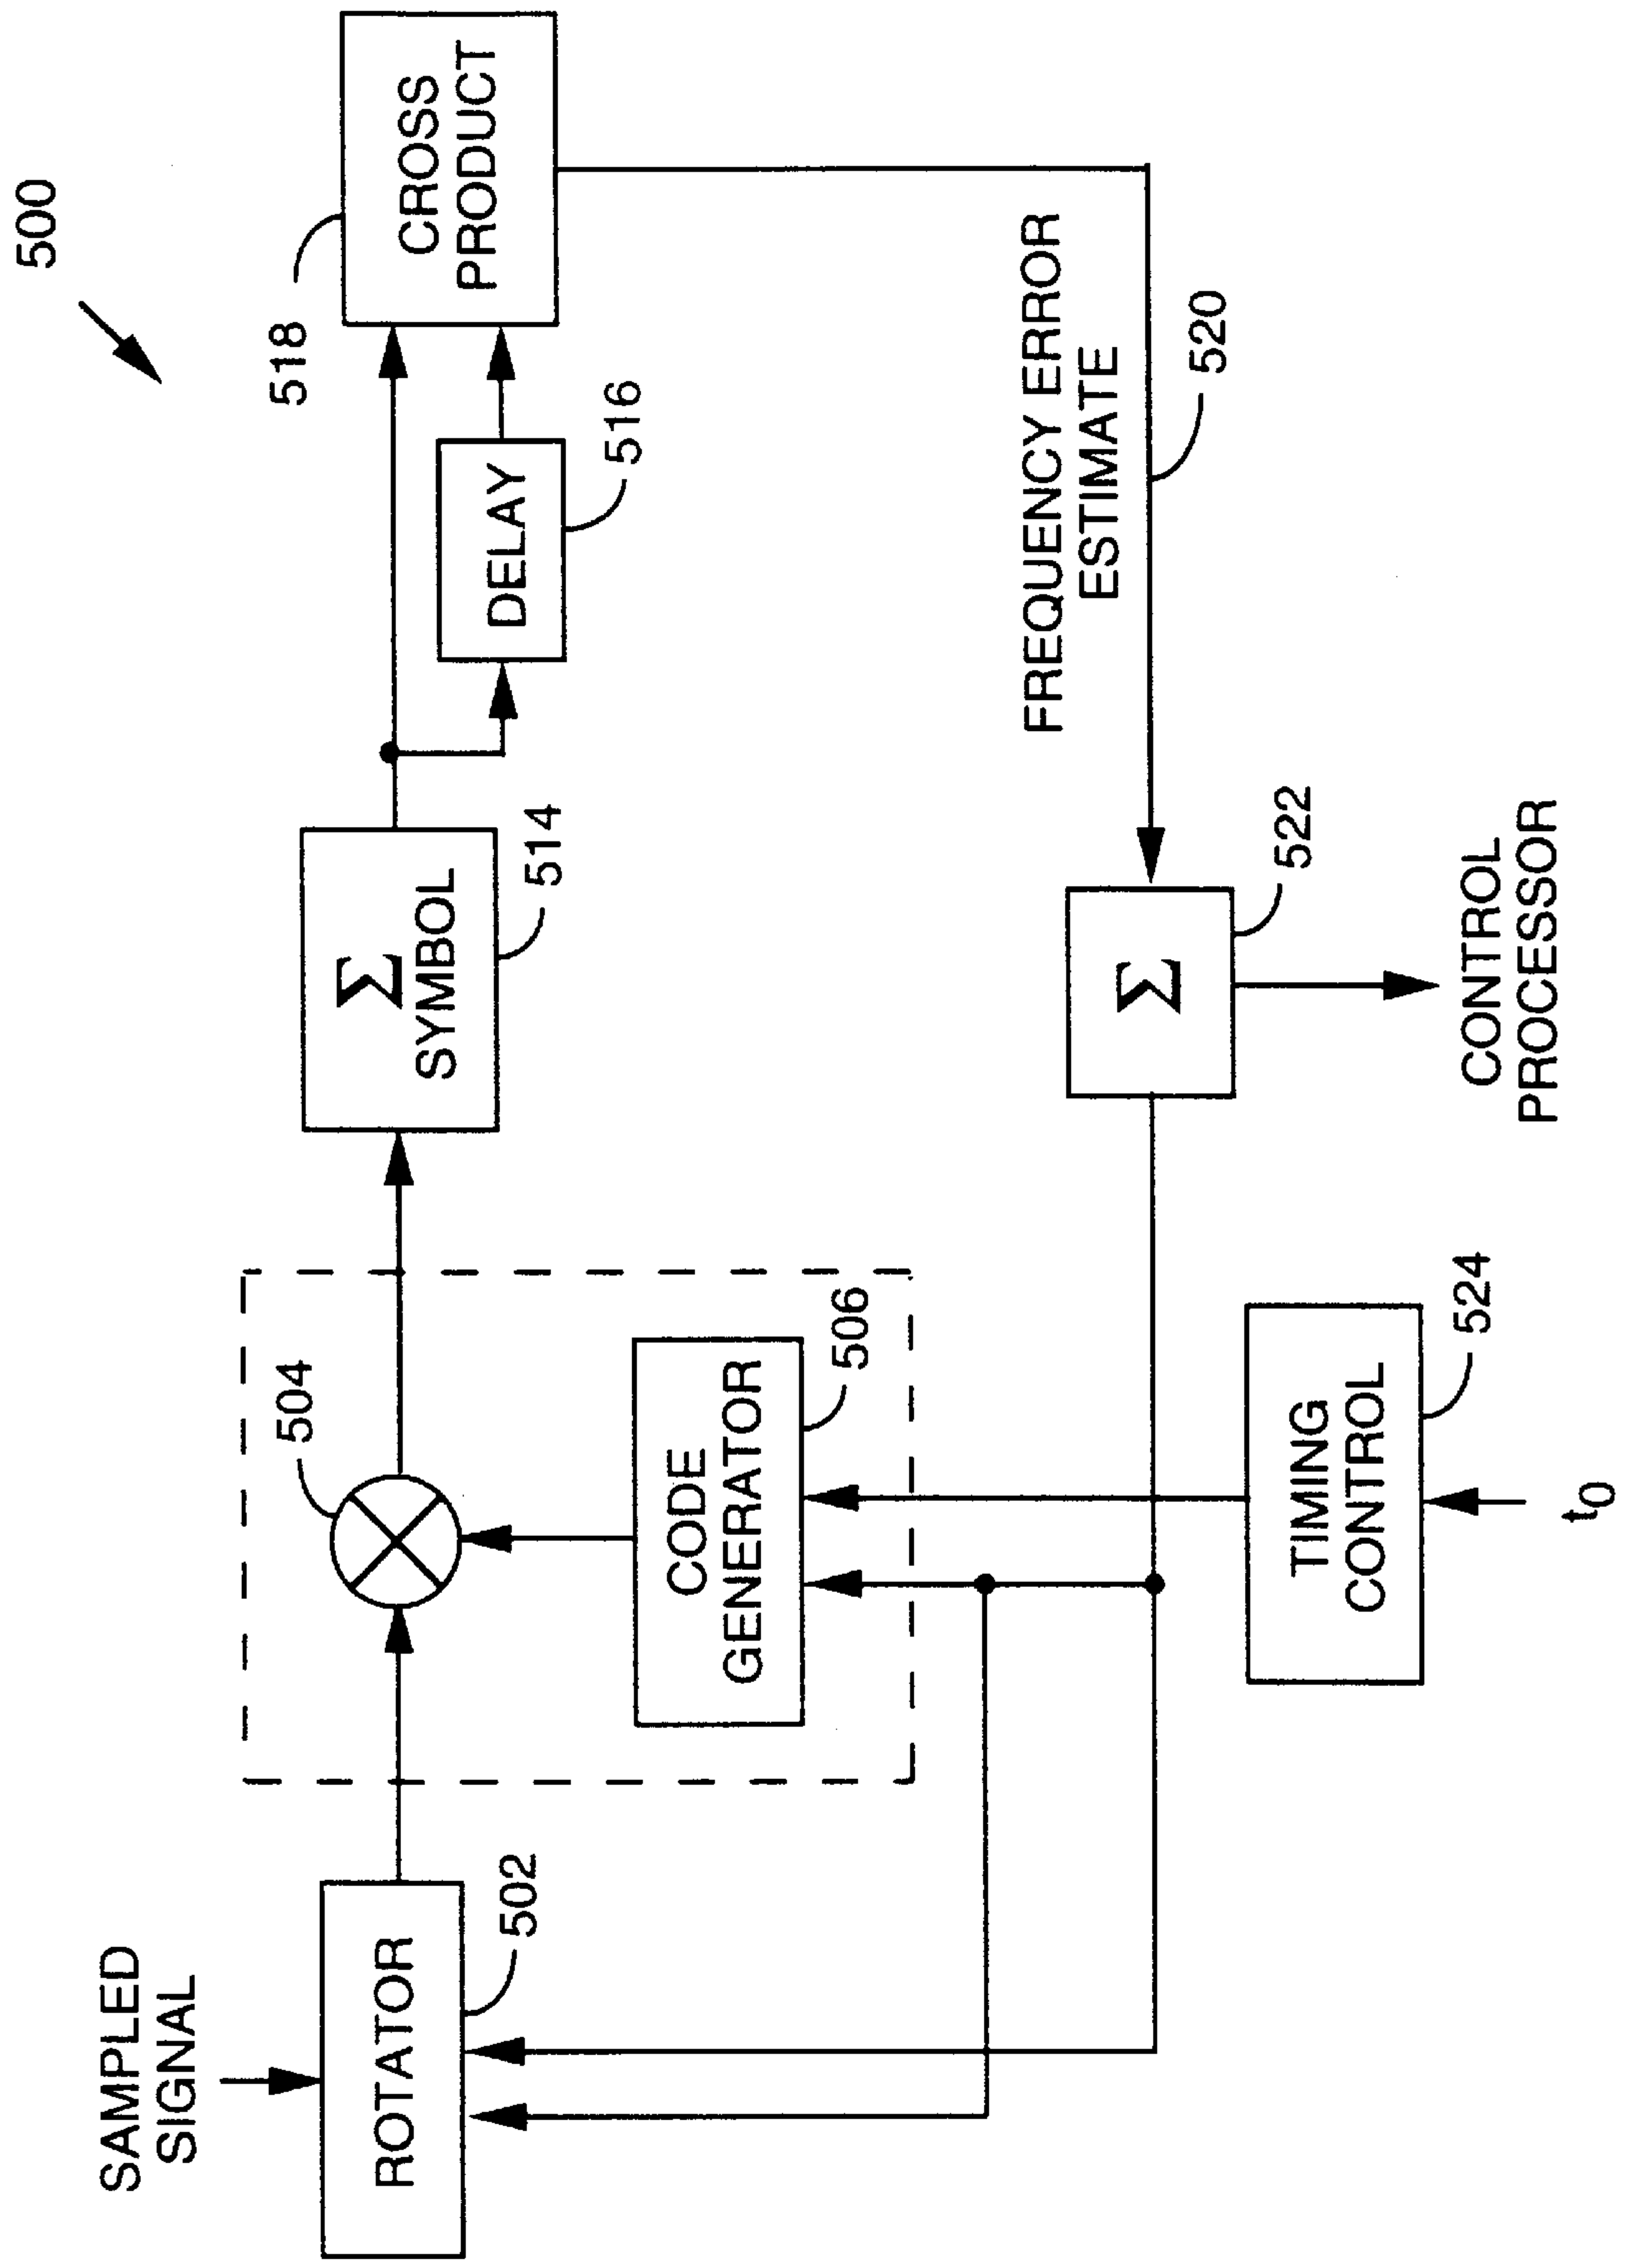 500
SAMPLED
SIGNAL
ROTATOR
502
504
CODE
GENERATOR
506
Σ
SYMBOL
514
DELAY
516
518
CROSS
PRODUCT
FREQUENCY ERROR
ESTIMATE
520
Σ
522
CONTROL
PROCESSOR
TIMING
CONTROL
524
t0